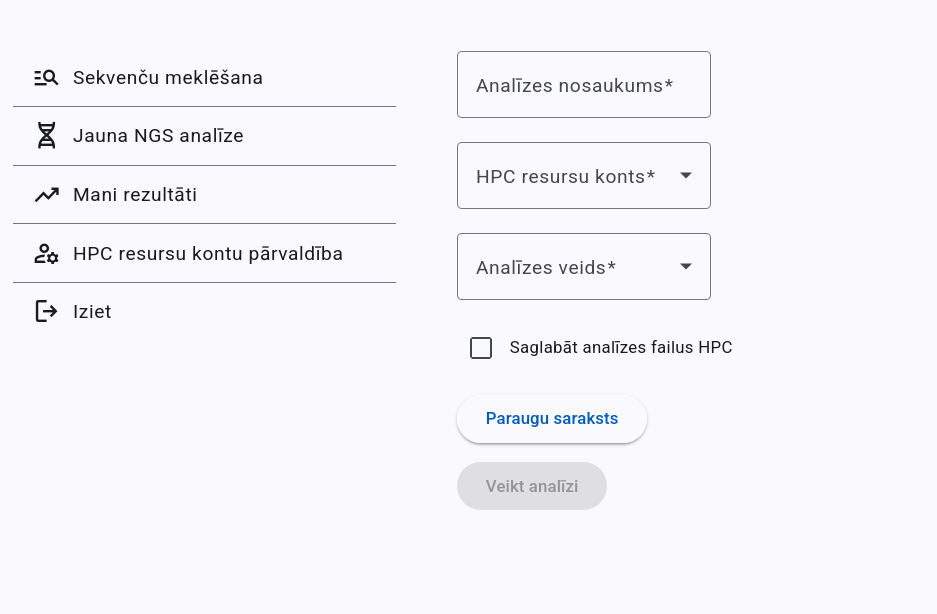 Sekvenču meklēšana
Jauna NGS analīze
Mani rezultāti
HPC resursu kontu pārvaldība
Iziet
Analīzes nosaukums*
HPC resursu konts*
Analīzes veids*
Saglabāt analīzes failus HPC
Paraugu saraksts
Veikt analīzi